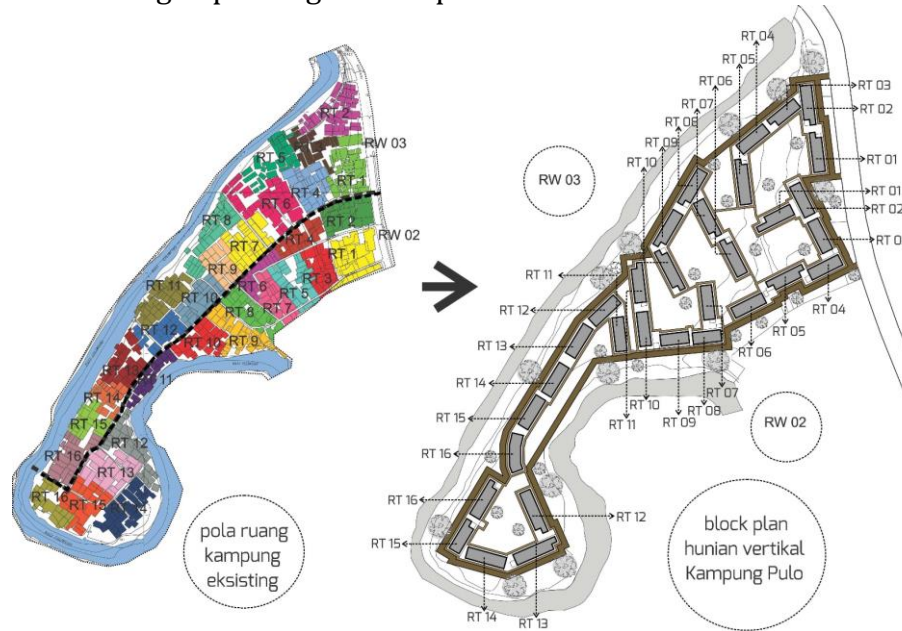 RT 2
RW 03
RT 5
RT 4
RT 1
RT 6
RT 2
RW 02
RT 8
RT 7
RT 4
RT 1
RT 9
RT 6
RT 5
RT 3
RT 11
RT 10
RT 7
RT 8
RT 12
RT 10
RT 9
RT 14
RT 15
RT 12
RT 16
RT 13
RT 16
RT 15
pola ruang
kampung
eksisting
RT 04
RT 05
RT 06
RT 07
RT 06
RT 09
RT 10
RT 03
RT 02
RT 01
RT 01
RT 02
RT 0
RW 03
RT 11
RT 12
RT 13
RT 14
RT 15
RT 16
RT 16
RT 15
RT 14
RT 13
RT 12
RT 04
RT 05
RT 06
RT 07
RT 08
RT 09
RT 10
RT 11
RW 02
block plan
hunian vertikal
Kampung Pulo